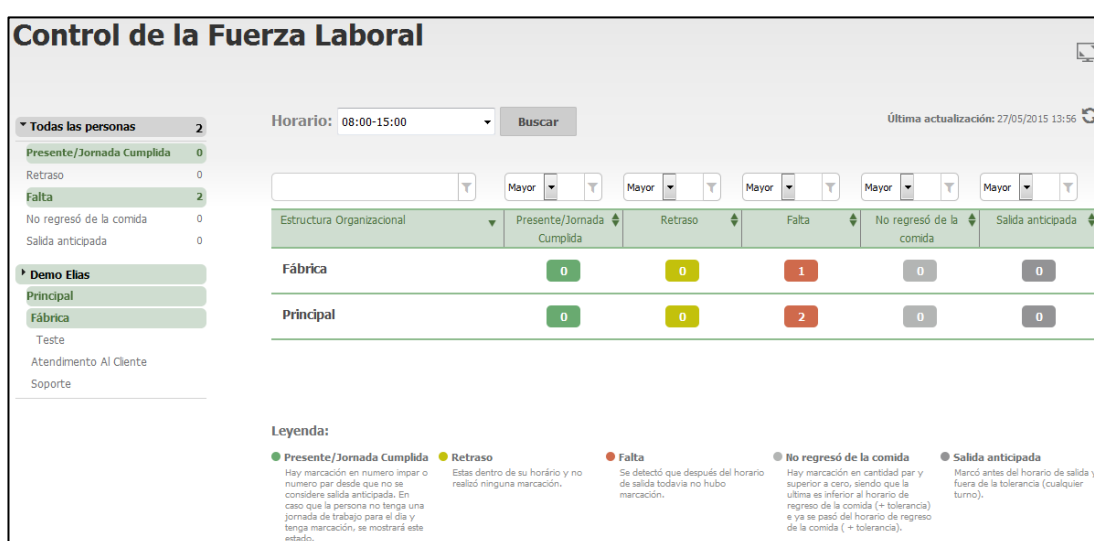 Control de la Fuerza Laboral
Todas las personas 2
Presente/Jornada Cumplida 0
Retraso 0
Falta 2
No regresó de la comida 0
Salida anticipada 0
Demo Elias
Principal
Fábrica
Teste
Atendimento Al Cliente
Soporte
Horario: 08:00-15:00 Buscar
Última actualización: 27/05/2015 13:56
Mayor Mayor Mayor Mayor Mayor
Estructura Organizacional Presente/Jornada Cumplida Retraso Falta No regresó de la comida Salida anticipada
Fábrica 0 0 1 0 0
Principal 0 0 2 0 0
Leyenda:
Presente/Jornada Cumplida
Hay marcación en numero impar o
numero par desde que no se
considere salida anticipada. En
caso que la persona no tenga una
jornada de trabajo para el dia y
tenga marcación, se mostrará este
estado.
Retraso
Estas dentro de su horário y no
realizó ninguna marcación.
Falta
Se detectó que después del horario
de salida todavia no hubo
marcación.
No regresó de la comida
Hay marcación en cantidad par y
superior a cero, siendo que la
ultima es inferior al horario de
regreso de la comida (+ tolerancia)
e ya se pasó del horario de regreso
de la comida ( + tolerancia).
Salida anticipada
Marcó antes del horario de salida y
fuera de la tolerancia (cualquier
turno).